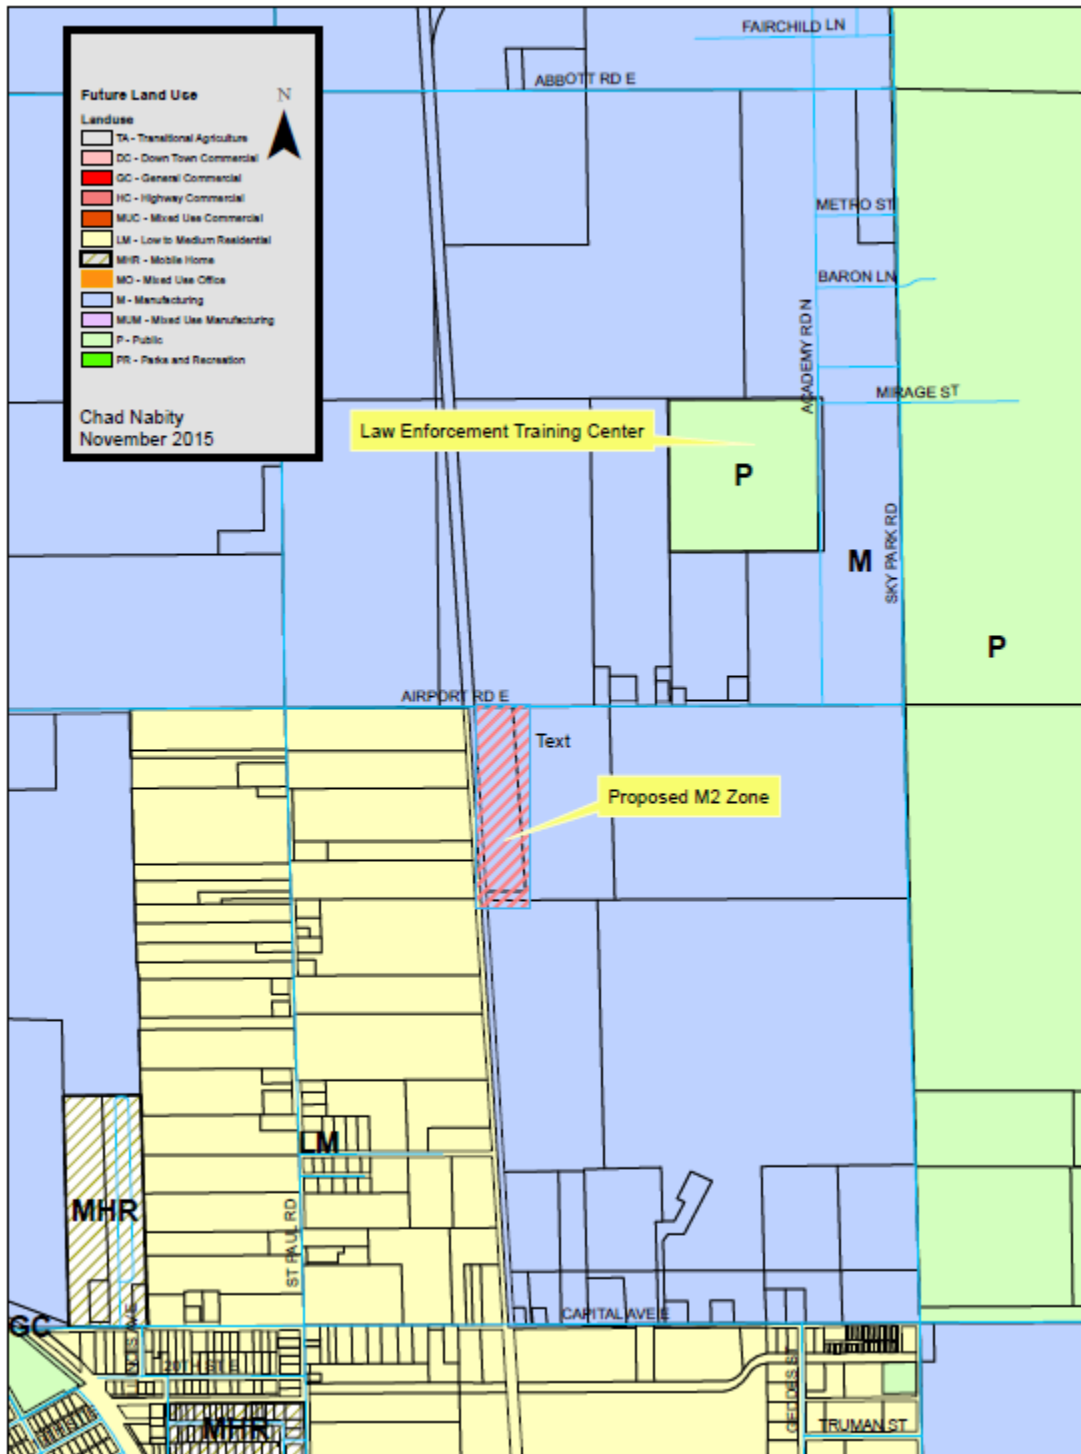 FAIRCHILD LN
ABBOTT RD E
Future Land Use
N
Landuse
TA - Transitional Agriculture
DC - Down Town Commercial
GC - General Commercial
HC - Highway Commercial
MUC - Mixed Use Commercial
LM - Low to Medium Residential
MHR - Mobile Home
MO - Mixed Use Office
M - Manufacturing
MUM - Mixed Use Manufacturing
P - Public
PR - Parks and Recreation
Chad Nabity
November 2015
METRO ST
BARON LN
ACADEMY RD N
MIRAGE ST
Law Enforcement Training Center
P
M
SKY PARK RD
P
AIRPORT RD E
Text
Proposed M2 Zone
LM
MHR
ST PAUL RD
CAPITAL AVE E
GC
20TH ST E
GEDDES ST
MHR
TRUMAN ST